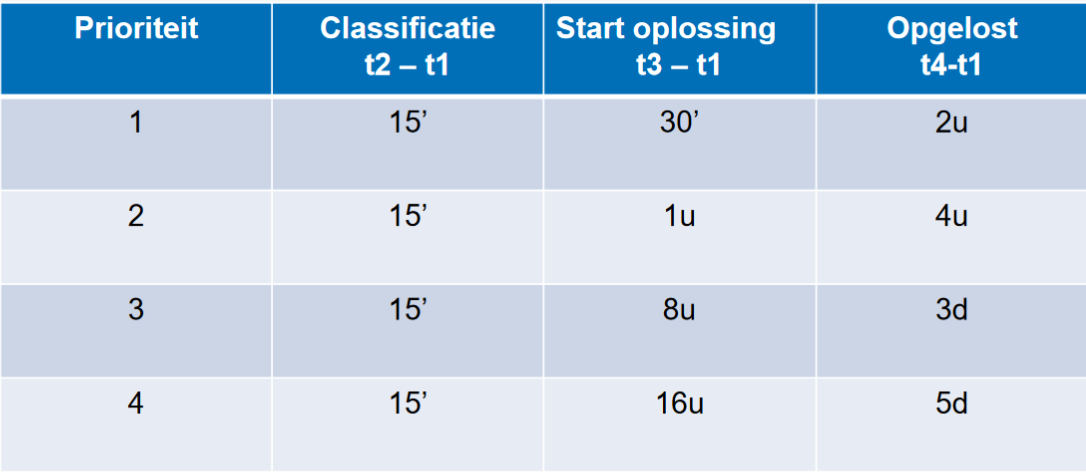 Prioriteit Classificatie Start oplossing Opgelost
t2 – t1 t3 – t1 t4-t1
1 15’ 30’ 2u
2 15’ 1u 4u
3 15’ 8u 3d
4 15’ 16u 5d